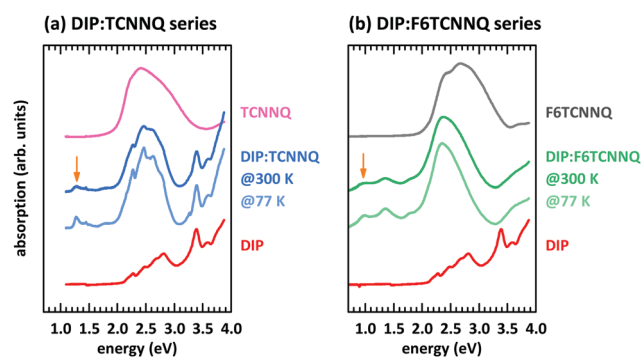 (a) DIP:TCNNQ series
(b) DIP:F6TCNNQ series
absorption (arb. units)
TCNNQ
DIP:TCNNQ
@300 K
@77 K
DIP
F6TCNNQ
DIP:F6TCNNQ
@300 K
@77 K
DIP
1.0 1.5 2.0 2.5 3.0 3.5 4.0
energy (eV)
1.0 1.5 2.0 2.5 3.0 3.5 4.0
energy (eV)